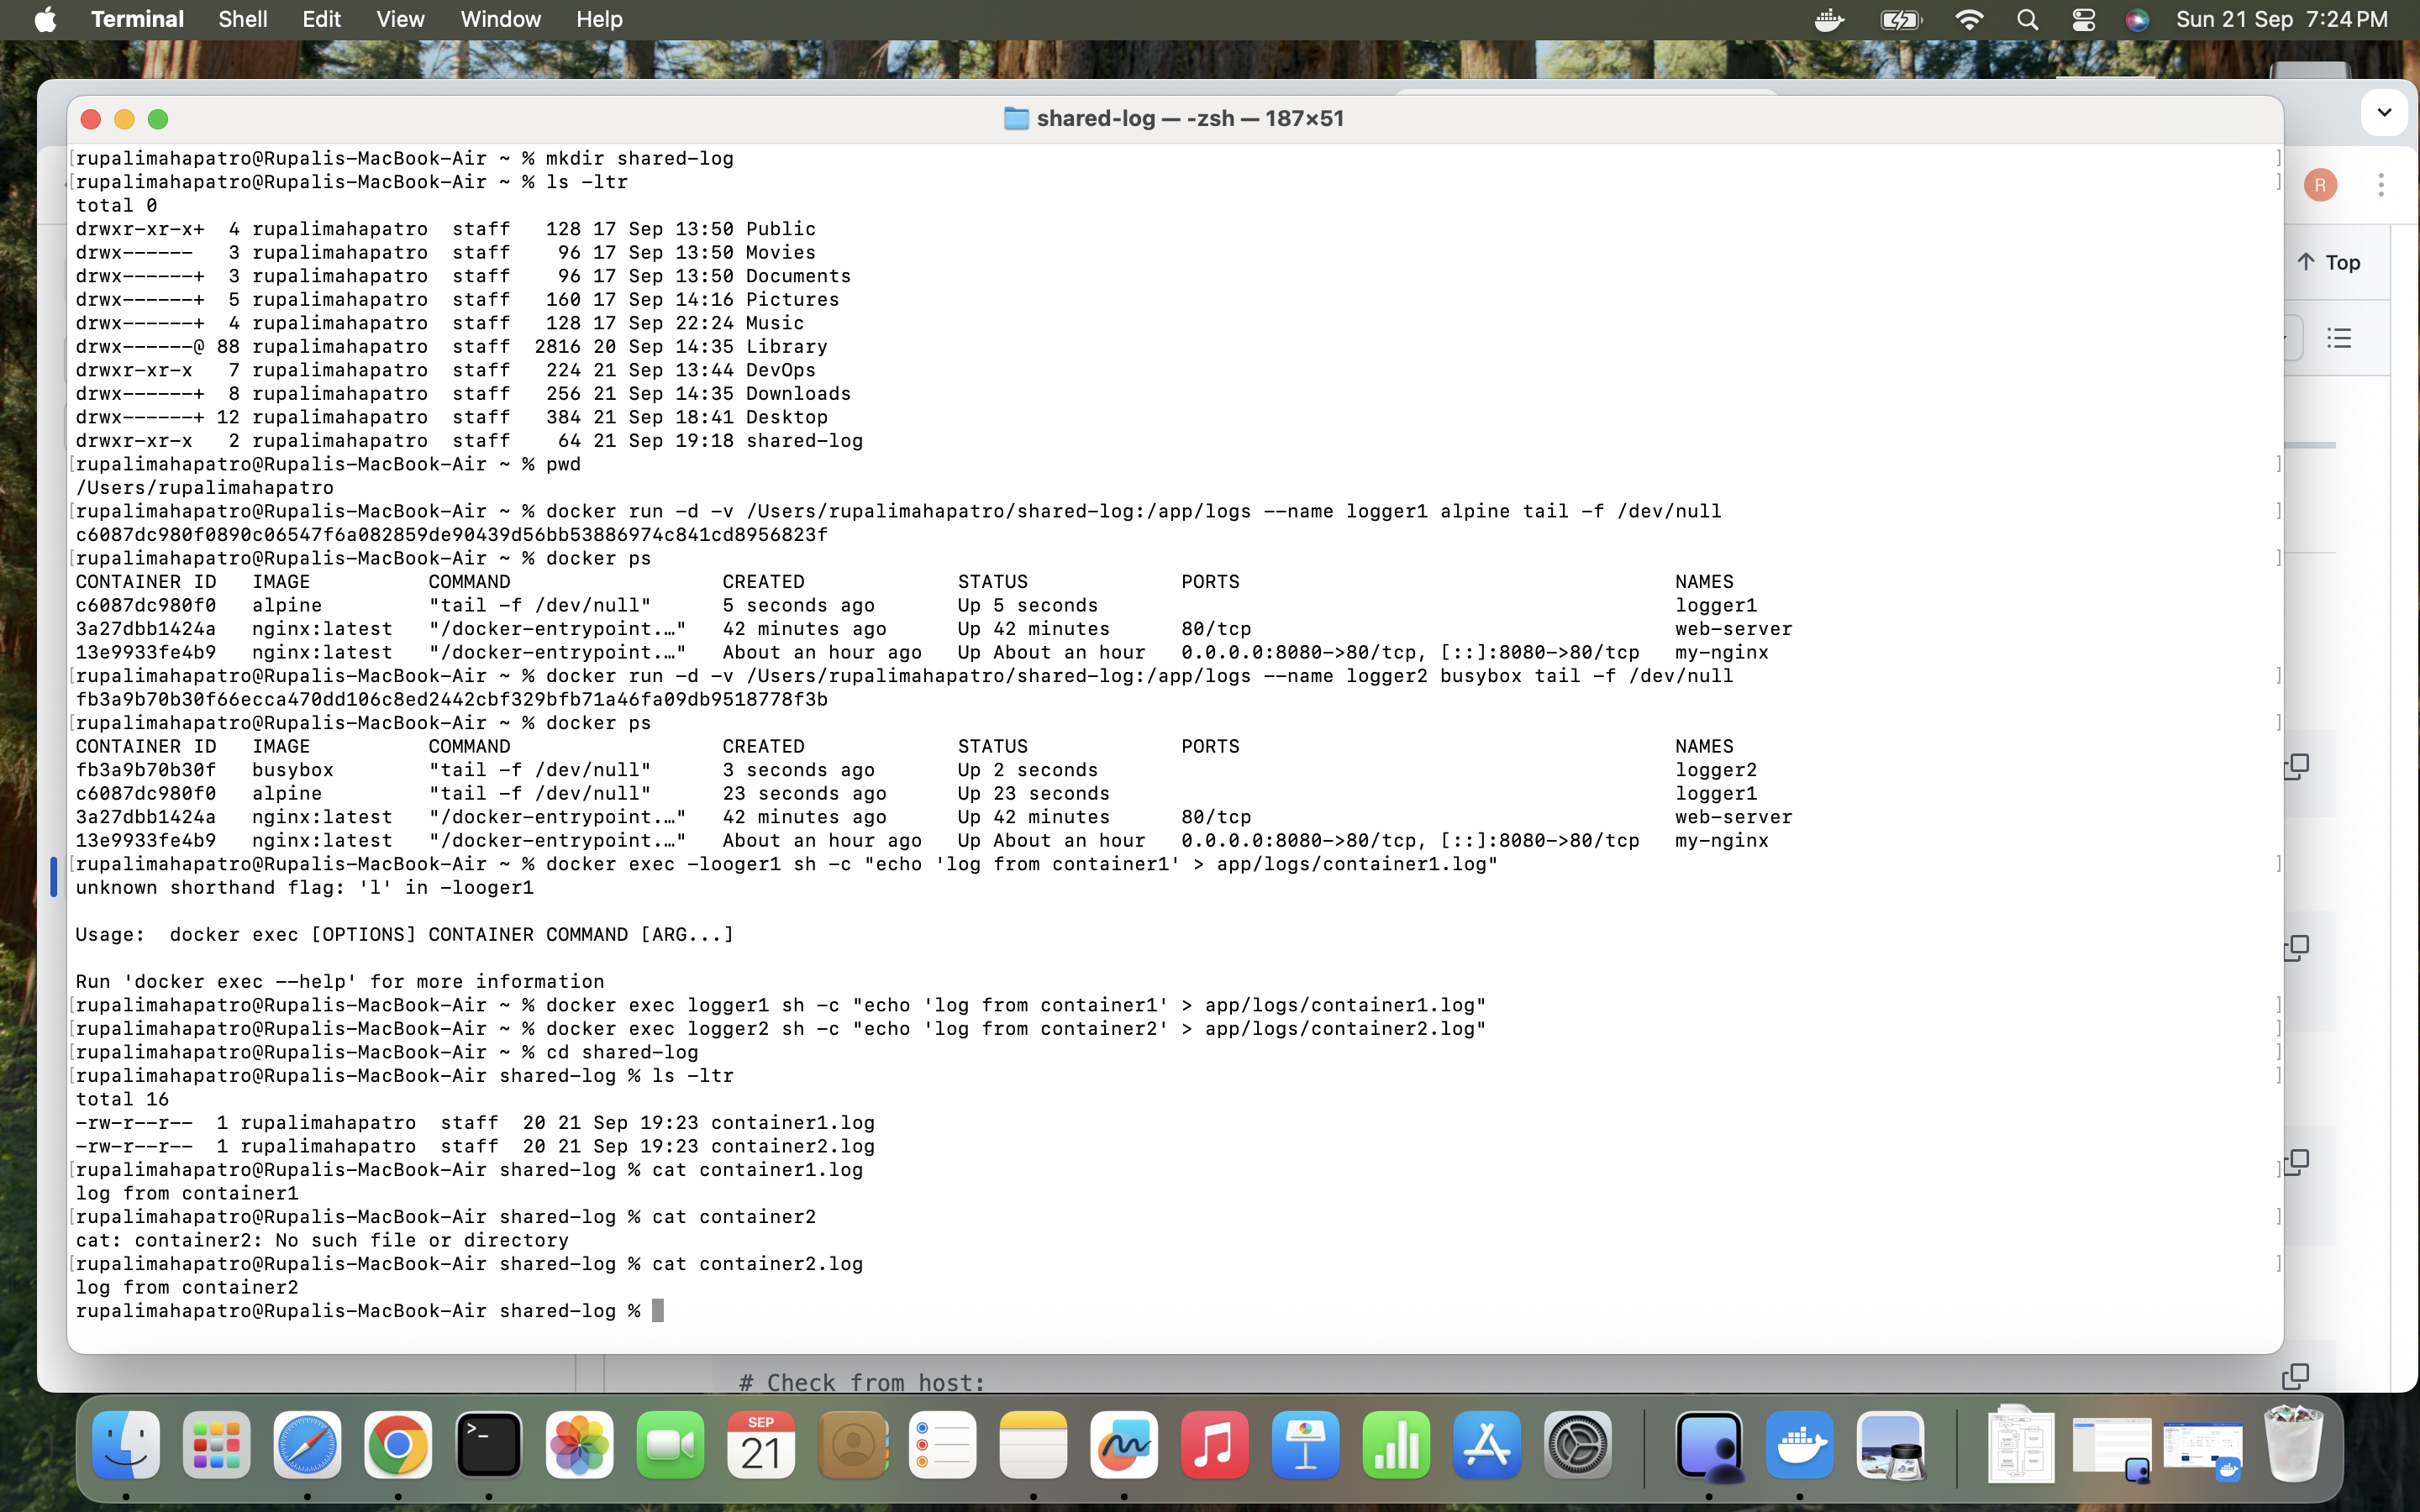 Terminal Shell Edit View Window Help Sun 21 Sep 7:24 PM
shared-log — -zsh — 187×51
[rupalimahapatro@Rupalis-MacBook-Air ~ % mkdir shared-log ]
[rupalimahapatro@Rupalis-MacBook-Air ~ % ls -ltr ]
total 0
drwxr-xr-x+  4 rupalimahapatro  staff   128 17 Sep 13:50 Public
drwx------   3 rupalimahapatro  staff    96 17 Sep 13:50 Movies
drwx------+  3 rupalimahapatro  staff    96 17 Sep 13:50 Documents
drwx------+  5 rupalimahapatro  staff   160 17 Sep 14:16 Pictures
drwx------+  4 rupalimahapatro  staff   128 17 Sep 22:24 Music
drwx------@ 88 rupalimahapatro  staff  2816 20 Sep 14:35 Library
drwxr-xr-x   7 rupalimahapatro  staff   224 21 Sep 13:44 DevOps
drwx------+  8 rupalimahapatro  staff   256 21 Sep 14:35 Downloads
drwx------+ 12 rupalimahapatro  staff   384 21 Sep 18:41 Desktop
drwxr-xr-x   2 rupalimahapatro  staff    64 21 Sep 19:18 shared-log
[rupalimahapatro@Rupalis-MacBook-Air ~ % pwd ]
/Users/rupalimahapatro
[rupalimahapatro@Rupalis-MacBook-Air ~ % docker run -d -v /Users/rupalimahapatro/shared-log:/app/logs --name logger1 alpine tail -f /dev/null ]
c6087dc980f0890c06547f6a082859de90439d56bb53886974c841cd8956823f
[rupalimahapatro@Rupalis-MacBook-Air ~ % docker ps ]
CONTAINER ID   IMAGE          COMMAND                  CREATED             STATUS             PORTS                                     NAMES
c6087dc980f0   alpine         "tail -f /dev/null"      5 seconds ago       Up 5 seconds                                                 logger1
3a27dbb1424a   nginx:latest   "/docker-entrypoint.…"   42 minutes ago      Up 42 minutes      80/tcp                                    web-server
13e9933fe4b9   nginx:latest   "/docker-entrypoint.…"   About an hour ago   Up About an hour   0.0.0.0:8080->80/tcp, [::]:8080->80/tcp   my-nginx
[rupalimahapatro@Rupalis-MacBook-Air ~ % docker run -d -v /Users/rupalimahapatro/shared-log:/app/logs --name logger2 busybox tail -f /dev/null ]
fb3a9b70b30f66ecca470dd106c8ed2442cbf329bfb71a46fa09db9518778f3b
[rupalimahapatro@Rupalis-MacBook-Air ~ % docker ps ]
CONTAINER ID   IMAGE          COMMAND                  CREATED             STATUS             PORTS                                     NAMES
fb3a9b70b30f   busybox        "tail -f /dev/null"      3 seconds ago       Up 2 seconds                                                 logger2
c6087dc980f0   alpine         "tail -f /dev/null"      23 seconds ago      Up 23 seconds                                                logger1
3a27dbb1424a   nginx:latest   "/docker-entrypoint.…"   42 minutes ago      Up 42 minutes      80/tcp                                    web-server
13e9933fe4b9   nginx:latest   "/docker-entrypoint.…"   About an hour ago   Up About an hour   0.0.0.0:8080->80/tcp, [::]:8080->80/tcp   my-nginx
[rupalimahapatro@Rupalis-MacBook-Air ~ % docker exec -looger1 sh -c "echo 'log from container1' > app/logs/container1.log" ]
unknown shorthand flag: 'l' in -looger1
Usage:  docker exec [OPTIONS] CONTAINER COMMAND [ARG...]
Run 'docker exec --help' for more information
[rupalimahapatro@Rupalis-MacBook-Air ~ % docker exec logger1 sh -c "echo 'log from container1' > app/logs/container1.log" ]
[rupalimahapatro@Rupalis-MacBook-Air ~ % docker exec logger2 sh -c "echo 'log from container2' > app/logs/container2.log" ]
[rupalimahapatro@Rupalis-MacBook-Air ~ % cd shared-log ]
[rupalimahapatro@Rupalis-MacBook-Air shared-log % ls -ltr ]
total 16
-rw-r--r--  1 rupalimahapatro  staff  20 21 Sep 19:23 container1.log
-rw-r--r--  1 rupalimahapatro  staff  20 21 Sep 19:23 container2.log
[rupalimahapatro@Rupalis-MacBook-Air shared-log % cat container1.log ]
log from container1
[rupalimahapatro@Rupalis-MacBook-Air shared-log % cat container2 ]
cat: container2: No such file or directory
[rupalimahapatro@Rupalis-MacBook-Air shared-log % cat container2.log ]
log from container2
rupalimahapatro@Rupalis-MacBook-Air shared-log %
R
Top
# Check from host:
SEP
21